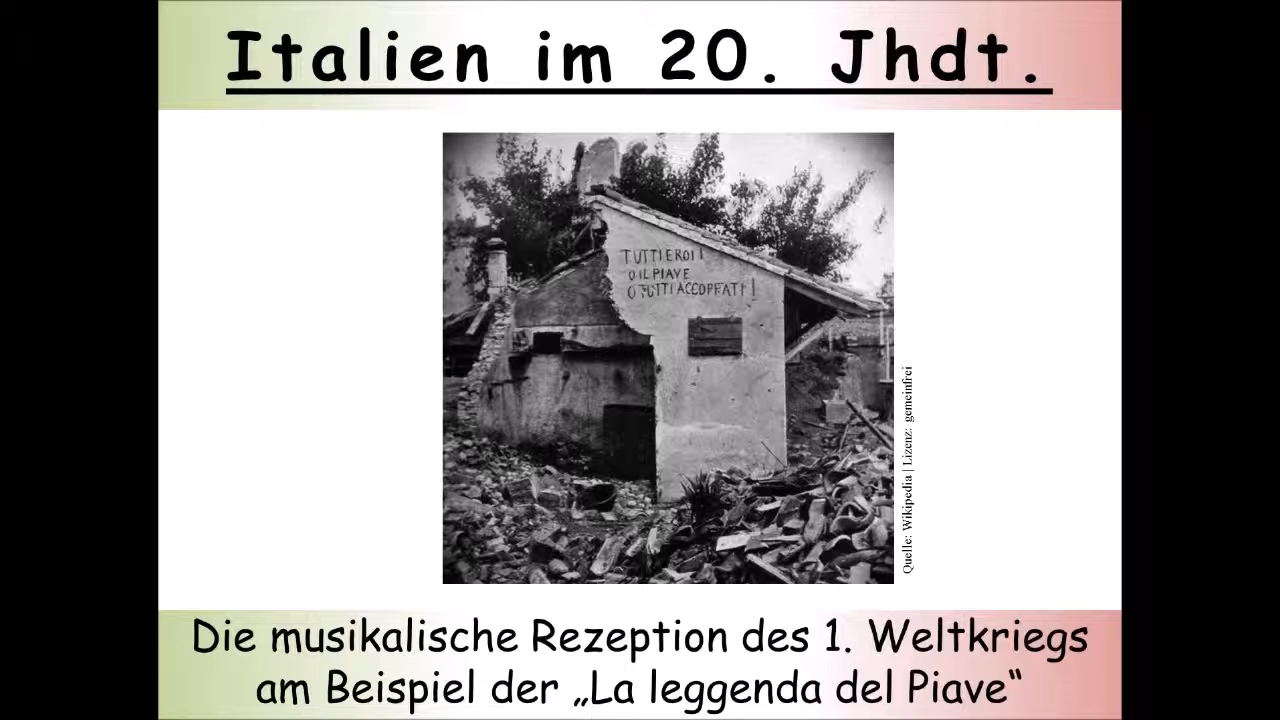 Italien im 20. Jhdt.
TUTTI EROI!
O IL PIAVE
O TUTTI ACCOPPATI!
Quelle: Wikipedia | Lizenz: gemeinfrei
Die musikalische Rezeption des 1. Weltkriegs
am Beispiel der „La leggenda del Piave“